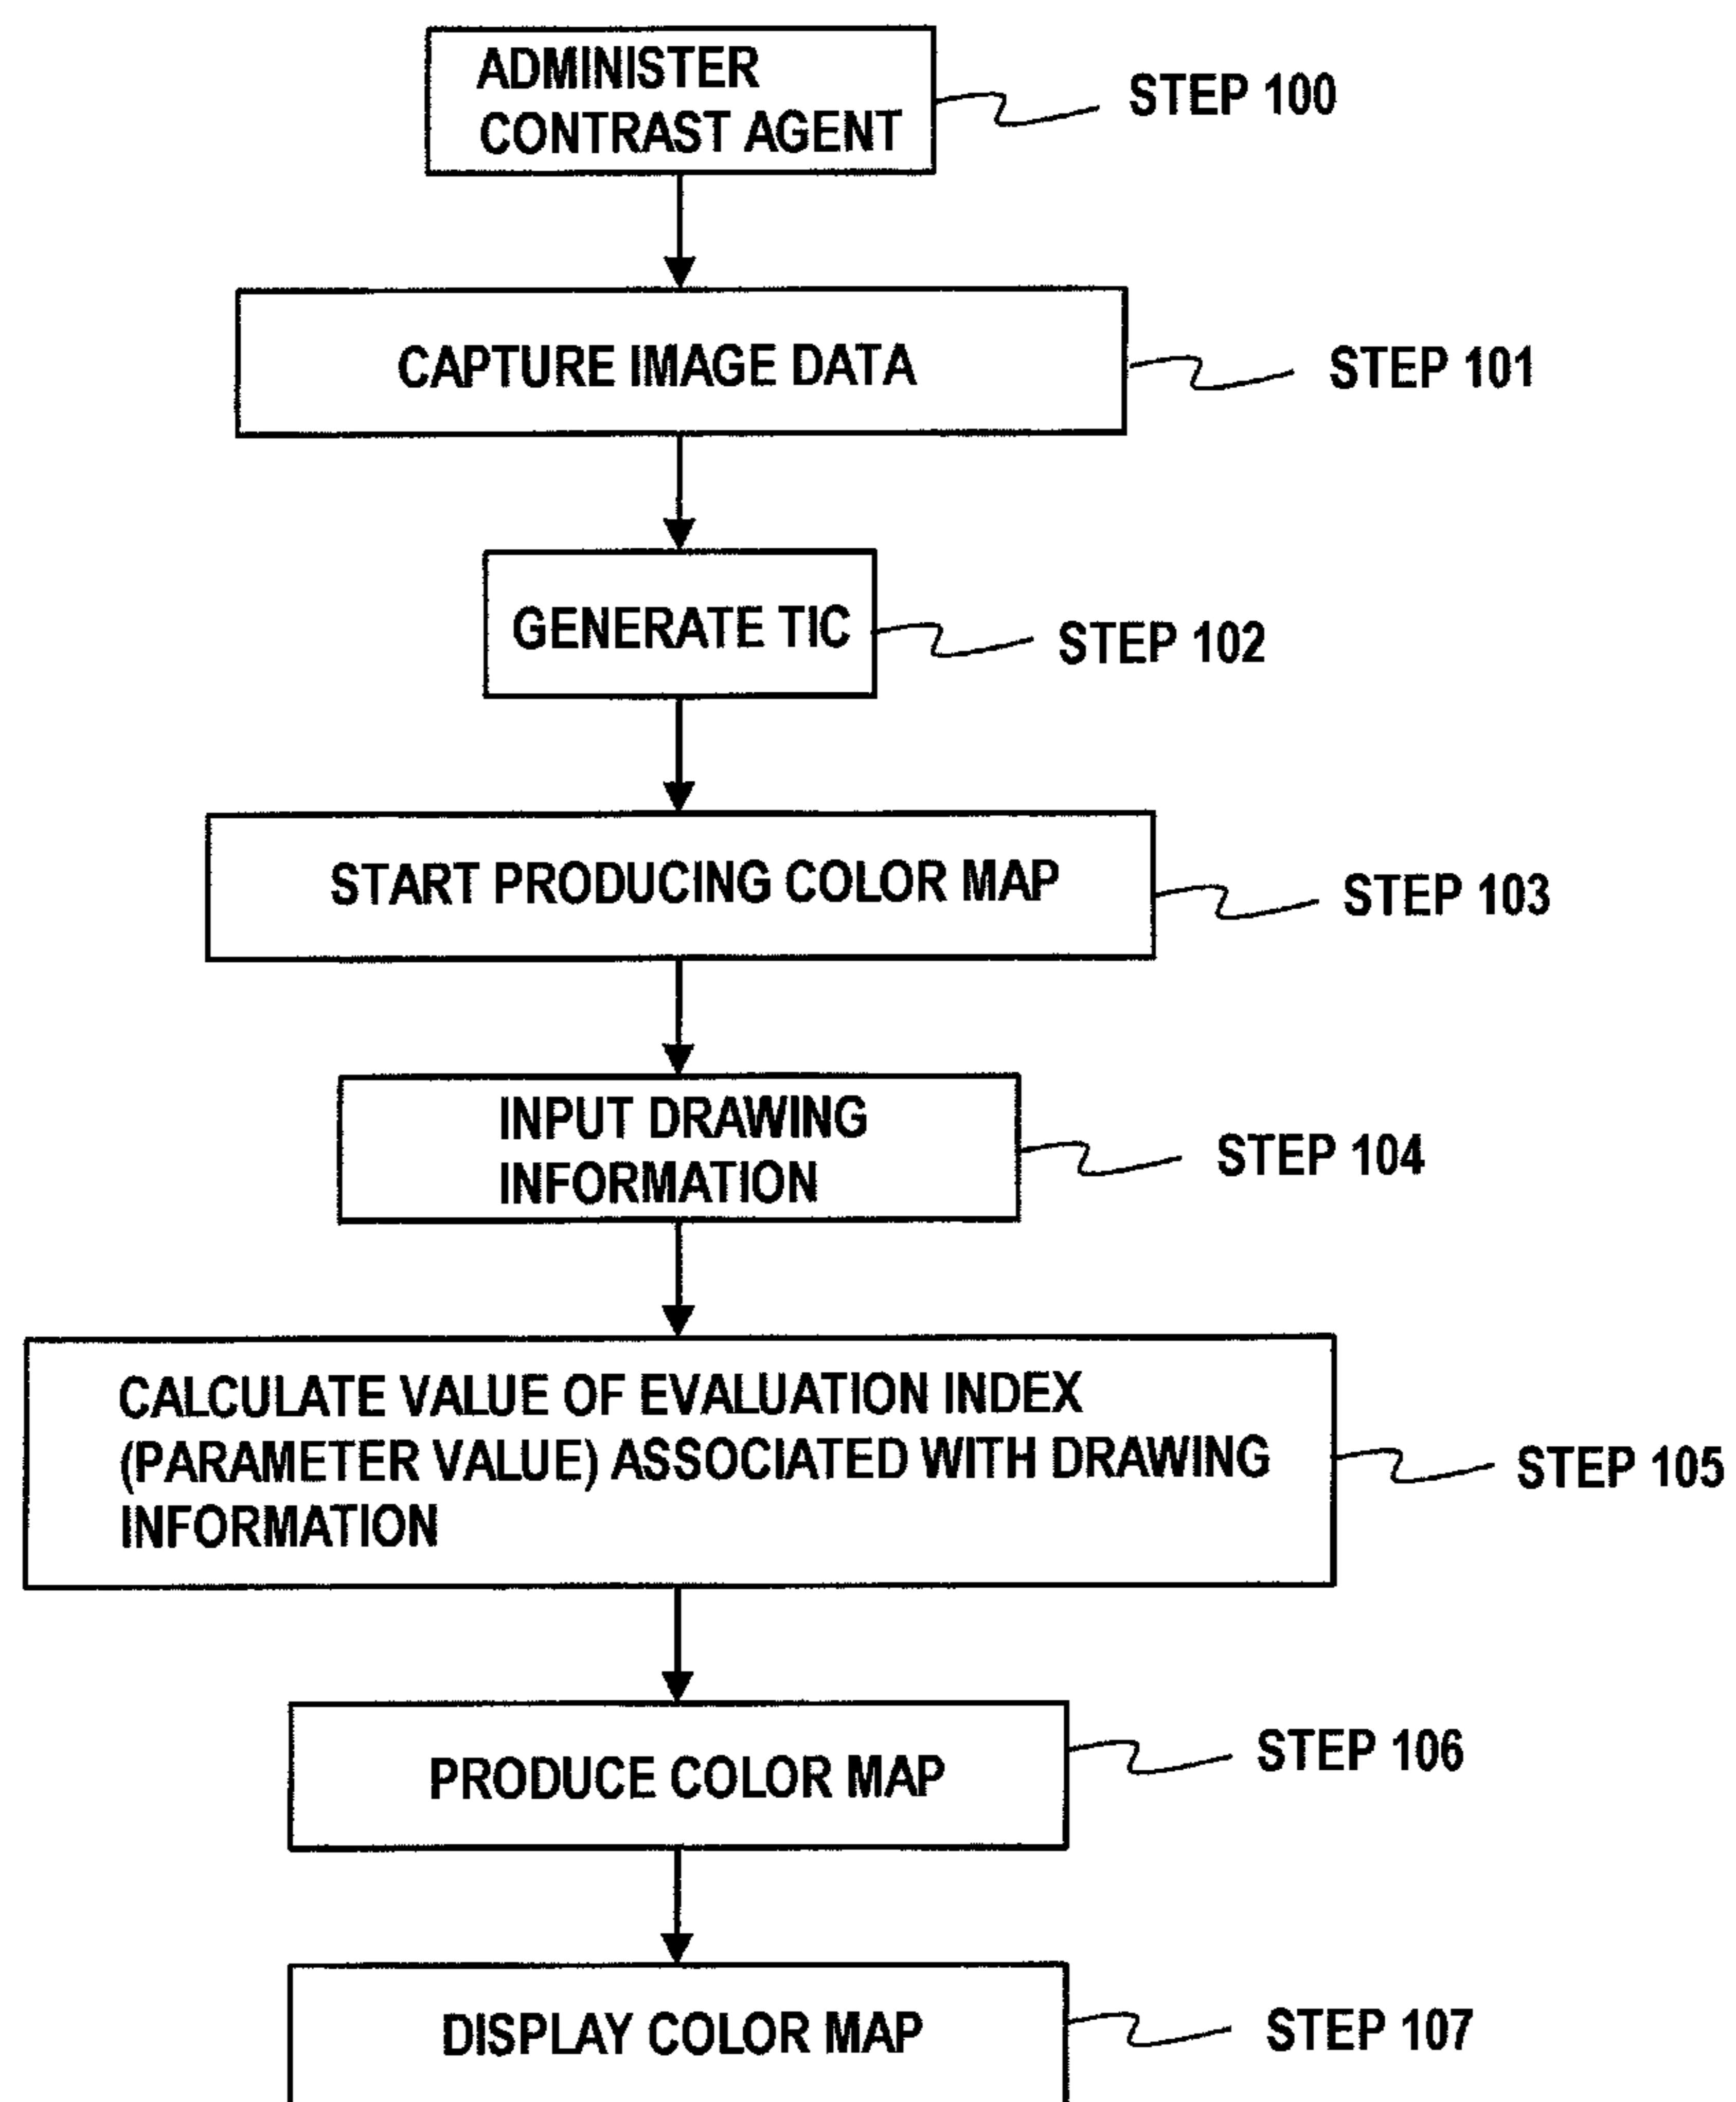 ADMINISTER
CONTRAST AGENT
STEP 100
CAPTURE IMAGE DATA
STEP 101
GENERATE TIC
STEP 102
START PRODUCING COLOR MAP
STEP 103
INPUT DRAWING
INFORMATION
STEP 104
CALCULATE VALUE OF EVALUATION INDEX
(PARAMETER VALUE) ASSOCIATED WITH DRAWING
INFORMATION
STEP 105
PRODUCE COLOR MAP
STEP 106
DISPLAY COLOR MAP
STEP 107